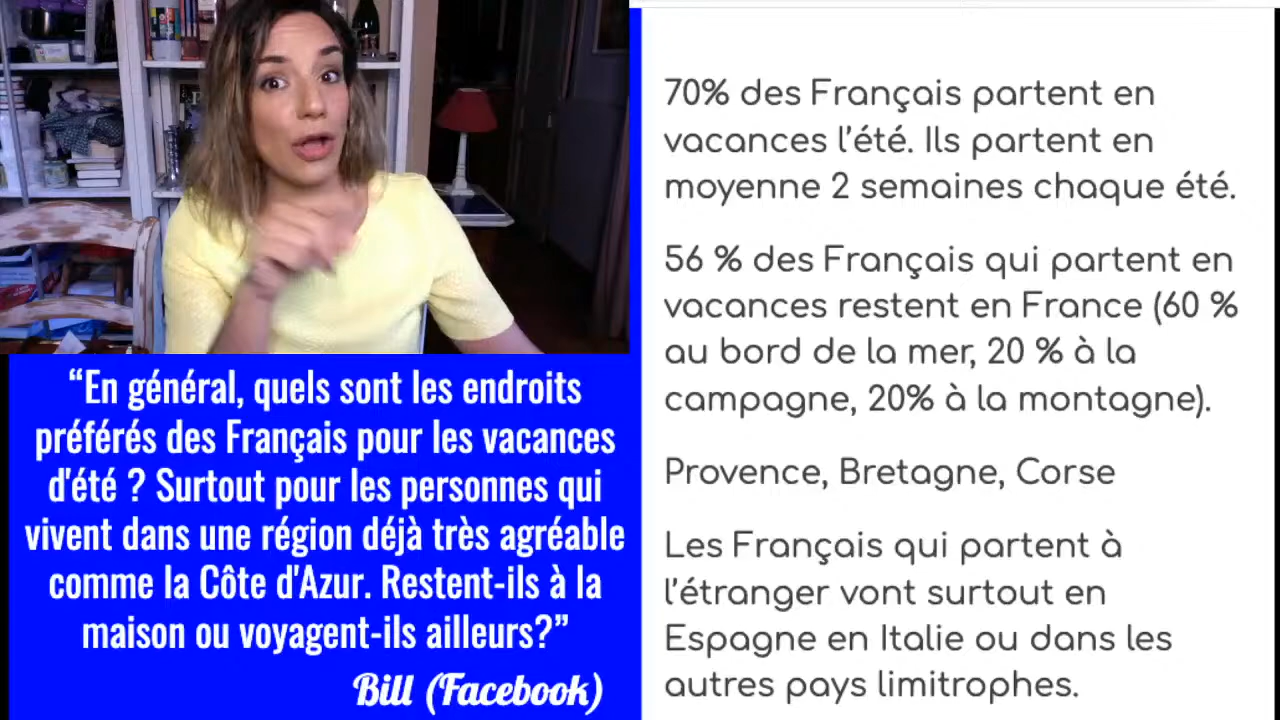 “En général, quels sont les endroits
préférés des Français pour les vacances
d'été ? Surtout pour les personnes qui
vivent dans une région déjà très agréable
comme la Côte d'Azur. Restent-ils à la
maison ou voyagent-ils ailleurs?”
Bill (Facebook)
70% des Français partent en
vacances l’été. Ils partent en
moyenne 2 semaines chaque été.
56 % des Français qui partent en
vacances restent en France (60 %
au bord de la mer, 20 % à la
campagne, 20% à la montagne).
Provence, Bretagne, Corse
Les Français qui partent à
l’étranger vont surtout en
Espagne en Italie ou dans les
autres pays limitrophes.